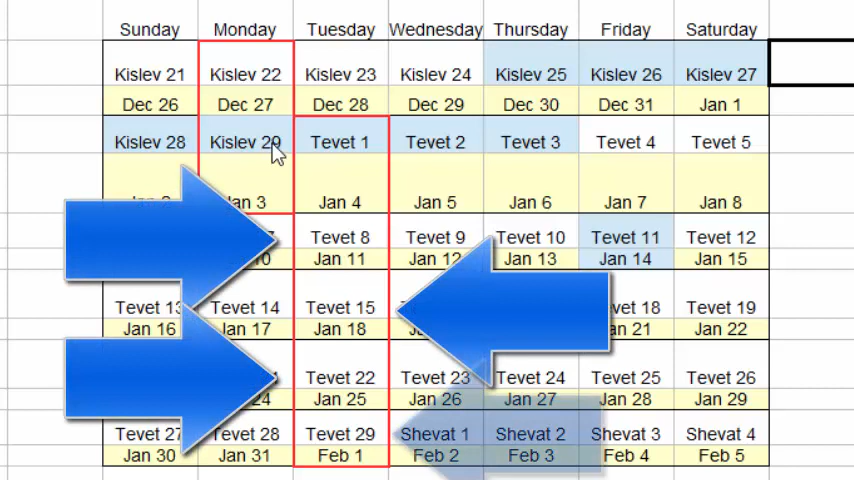 Sunday Monday Tuesday Wednesday Thursday Friday Saturday
Kislev 21 Kislev 22 Kislev 23 Kislev 24 Kislev 25 Kislev 26 Kislev 27
Dec 26 Dec 27 Dec 28 Dec 29 Dec 30 Dec 31 Jan 1
Kislev 28 Kislev 29 Tevet 1 Tevet 2 Tevet 3 Tevet 4 Tevet 5
Jan 3 Jan 4 Jan 5 Jan 6 Jan 7 Jan 8
Tevet 8 Tevet 9 Tevet 10 Tevet 11 Tevet 12
Jan 11 Jan 12 Jan 13 Jan 14 Jan 15
Tevet 13 Tevet 14 Tevet 15 Tevet 18 Tevet 19
Jan 16 Jan 17 Jan 18 Jan 21 Jan 22
Tevet 22 Tevet 23 Tevet 24 Tevet 25 Tevet 26
24 Jan 25 Jan 26 Jan 27 Jan 28 Jan 29
Tevet 27 Tevet 28 Tevet 29 Shevat 1 Shevat 2 Shevat 3 Shevat 4
Jan 30 Jan 31 Feb 1 Feb 2 Feb 3 Feb 4 Feb 5